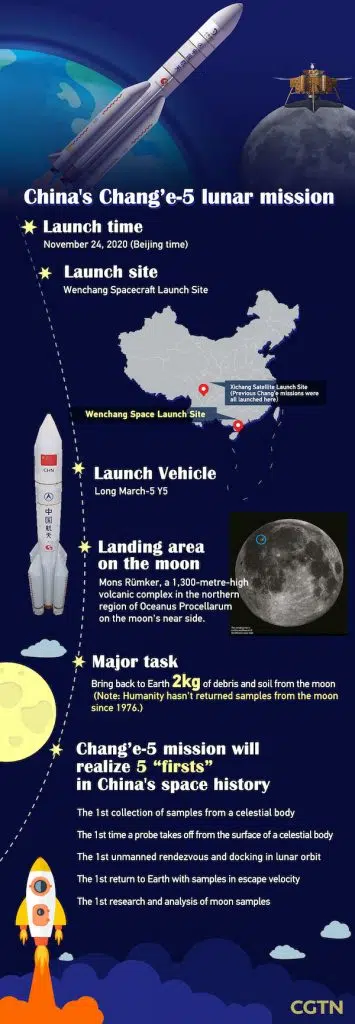 China's Chang'e-5 lunar mission
Launch time
November 24, 2020 (Beijing time)
Launch site
Wenchang Spacecraft Launch Site
Xichang Satellite Launch Site
(Previous Chang'e missions were
all launched here)
Wenchang Space Launch Site
CHN
中国航天
Launch Vehicle
Long March-5 Y5
Landing area
on the moon
Mons Rümker, a 1,300-metre-high
volcanic complex in the northern
region of Oceanus Procellarum
on the moon's near side.
Major task
Bring back to Earth 2kg of debris and soil from the moon
(Note: Humanity hasn't returned samples from the moon
since 1976.)
Chang'e-5 mission will
realize 5 "firsts"
in China's space history
The 1st collection of samples from a celestial body
The 1st time a probe takes off from the surface of a celestial body
The 1st unmanned rendezvous and docking in lunar orbit
The 1st return to Earth with samples in escape velocity
The 1st research and analysis of moon samples
CGTN